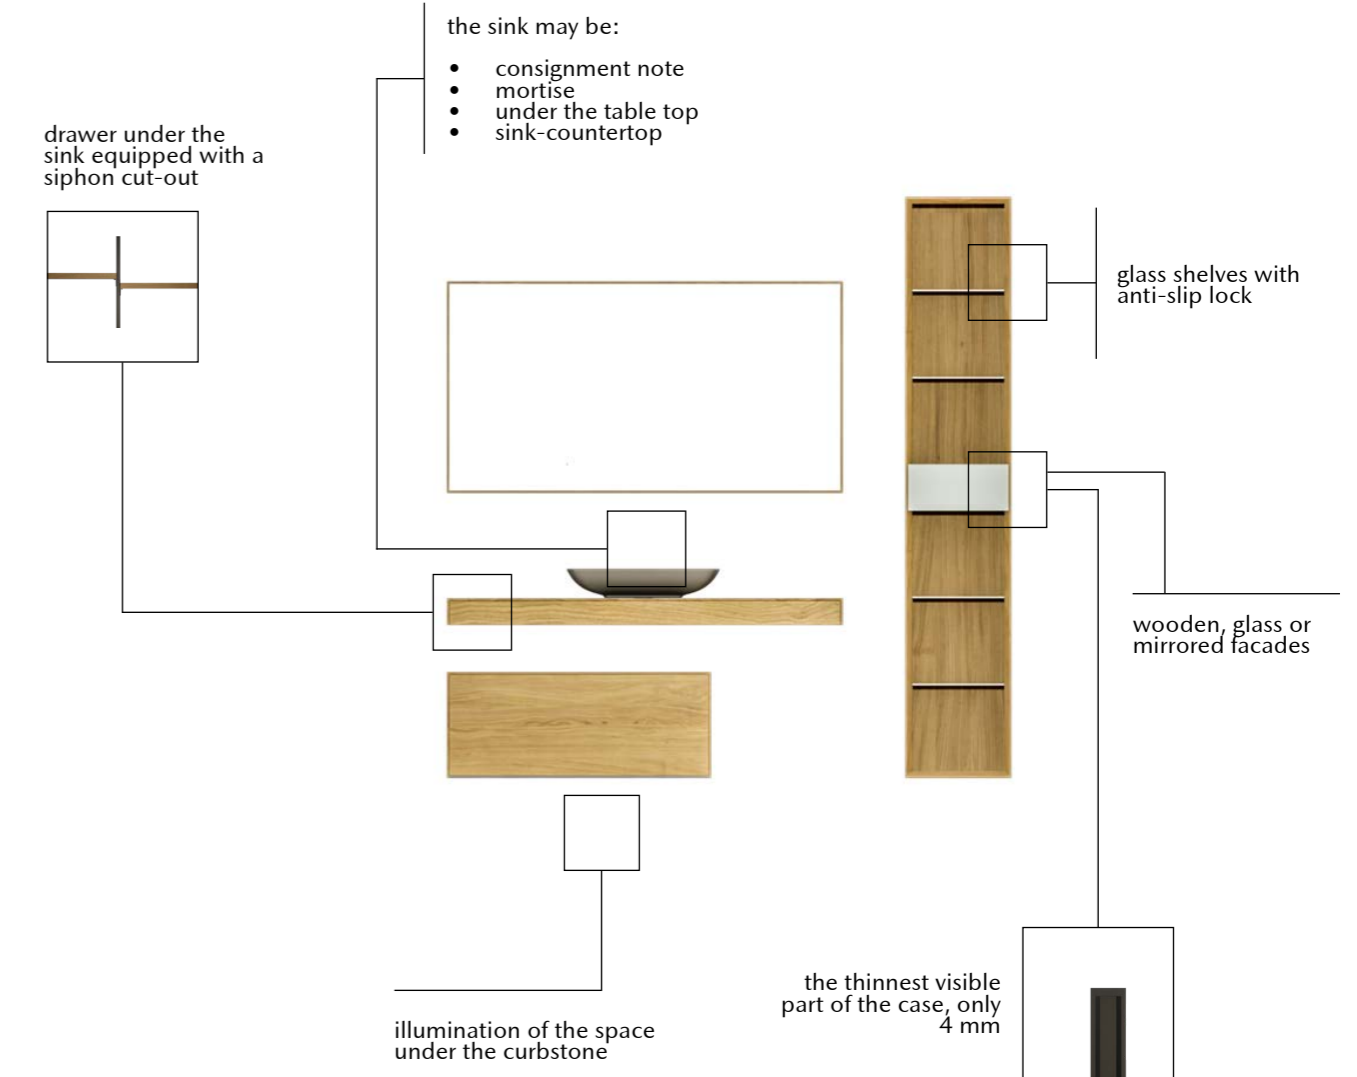 the sink may be:
• consignment note
• mortise
• under the table top
• sink-countertop
drawer under the
sink equipped with a
siphon cut-out
glass shelves with
anti-slip lock
wooden, glass or
mirrored facades
the thinnest visible
part of the case, only
4 mm
illumination of the space
under the curbstone